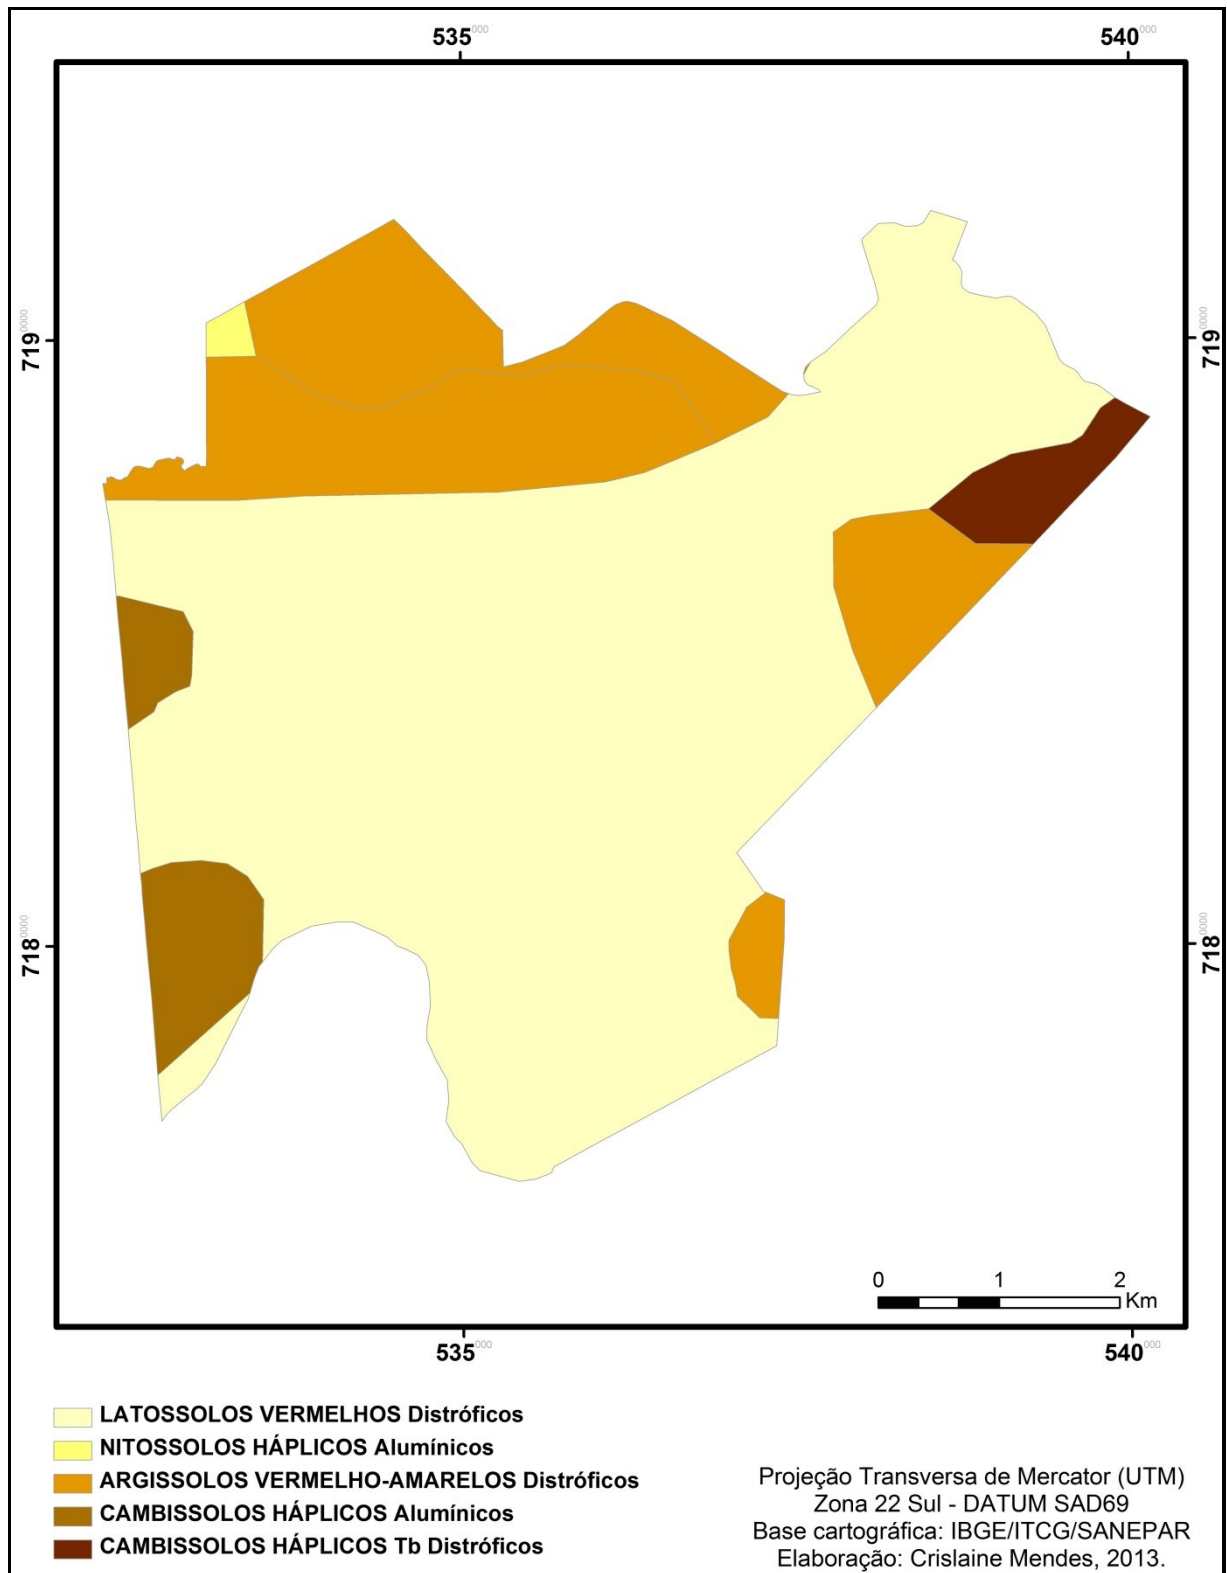 535000 540000
7190000 7190000
7180000 7180000
0 1 2
Km
535000 540000
LATOSSOLOS VERMELHOS Distróficos
NITOSSOLOS HÁPLICOS Alumínicos
ARGISSOLOS VERMELHO-AMARELOS Distróficos
CAMBISSOLOS HÁPLICOS Alumínicos
CAMBISSOLOS HÁPLICOS Tb Distróficos
Projeção Transversa de Mercator (UTM)
Zona 22 Sul - DATUM SAD69
Base cartográfica: IBGE/ITCG/SANEPAR
Elaboração: Crislaine Mendes, 2013.